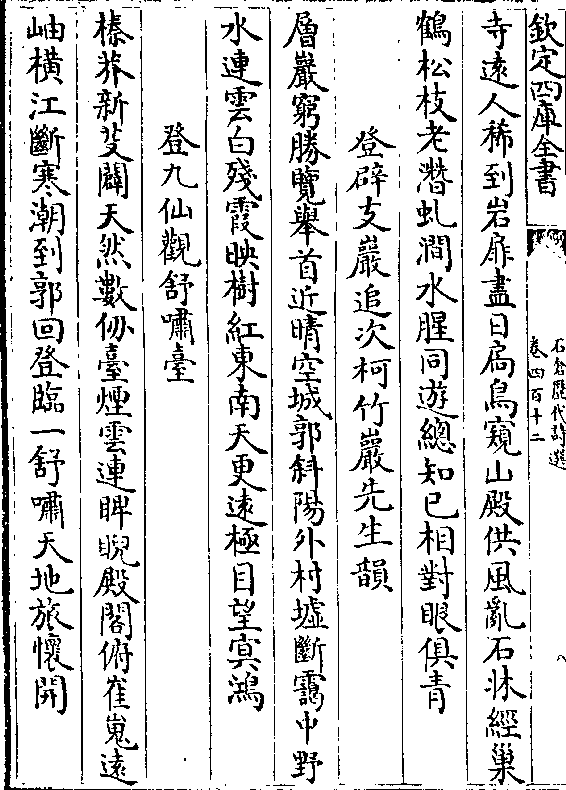 欽定四庫全書
石倉歷代詩選
卷四百十二
八
寺遠人稀到岩扉盡日扄鳥窺山殿供風亂石牀經巢
鶴松枝老潛虬澗水腥同遊總知已相對眼俱青
登辟支巖追次柯竹巖先生韻
層巖窮勝覽舉首近晴空城郭斜陽外村墟斷靄中野
水連雲白殘霞映樹紅東南天更遠極目望㝠鴻
登九仙觀舒嘯臺
榛莽新芟闢天然數仞臺煙雲連睥睨殿閣俯崔嵬遠
岫橫江斷寒潮到郭回登臨一舒嘯天地旅懷開